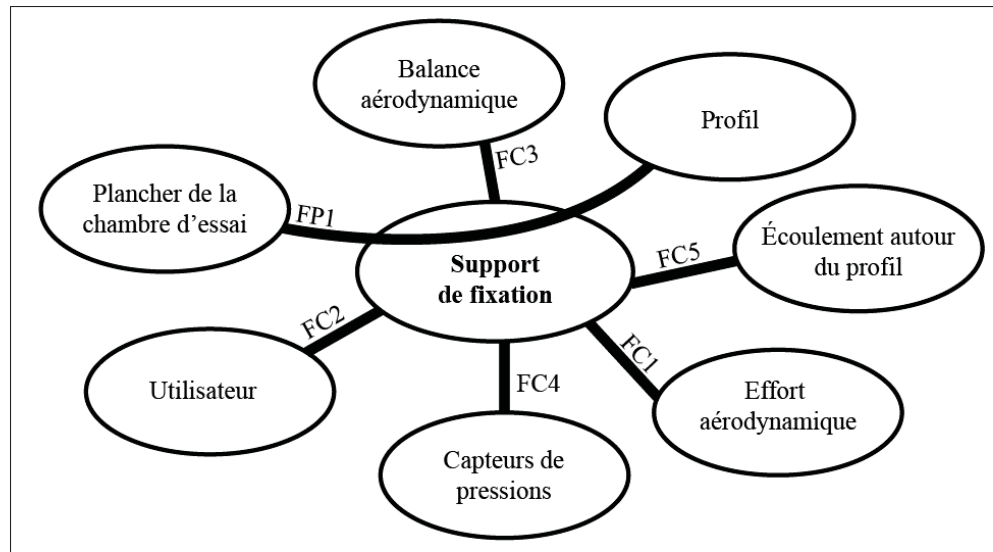 Balance
aérodynamique
Profil
FC3
Plancher de la
chambre d'essai
FP1
Écoulement autour
du profil
FC5
Support
de fixation
FC2
FC1
Utilisateur
FC4
Effort
aérodynamique
Capteurs de
pressions